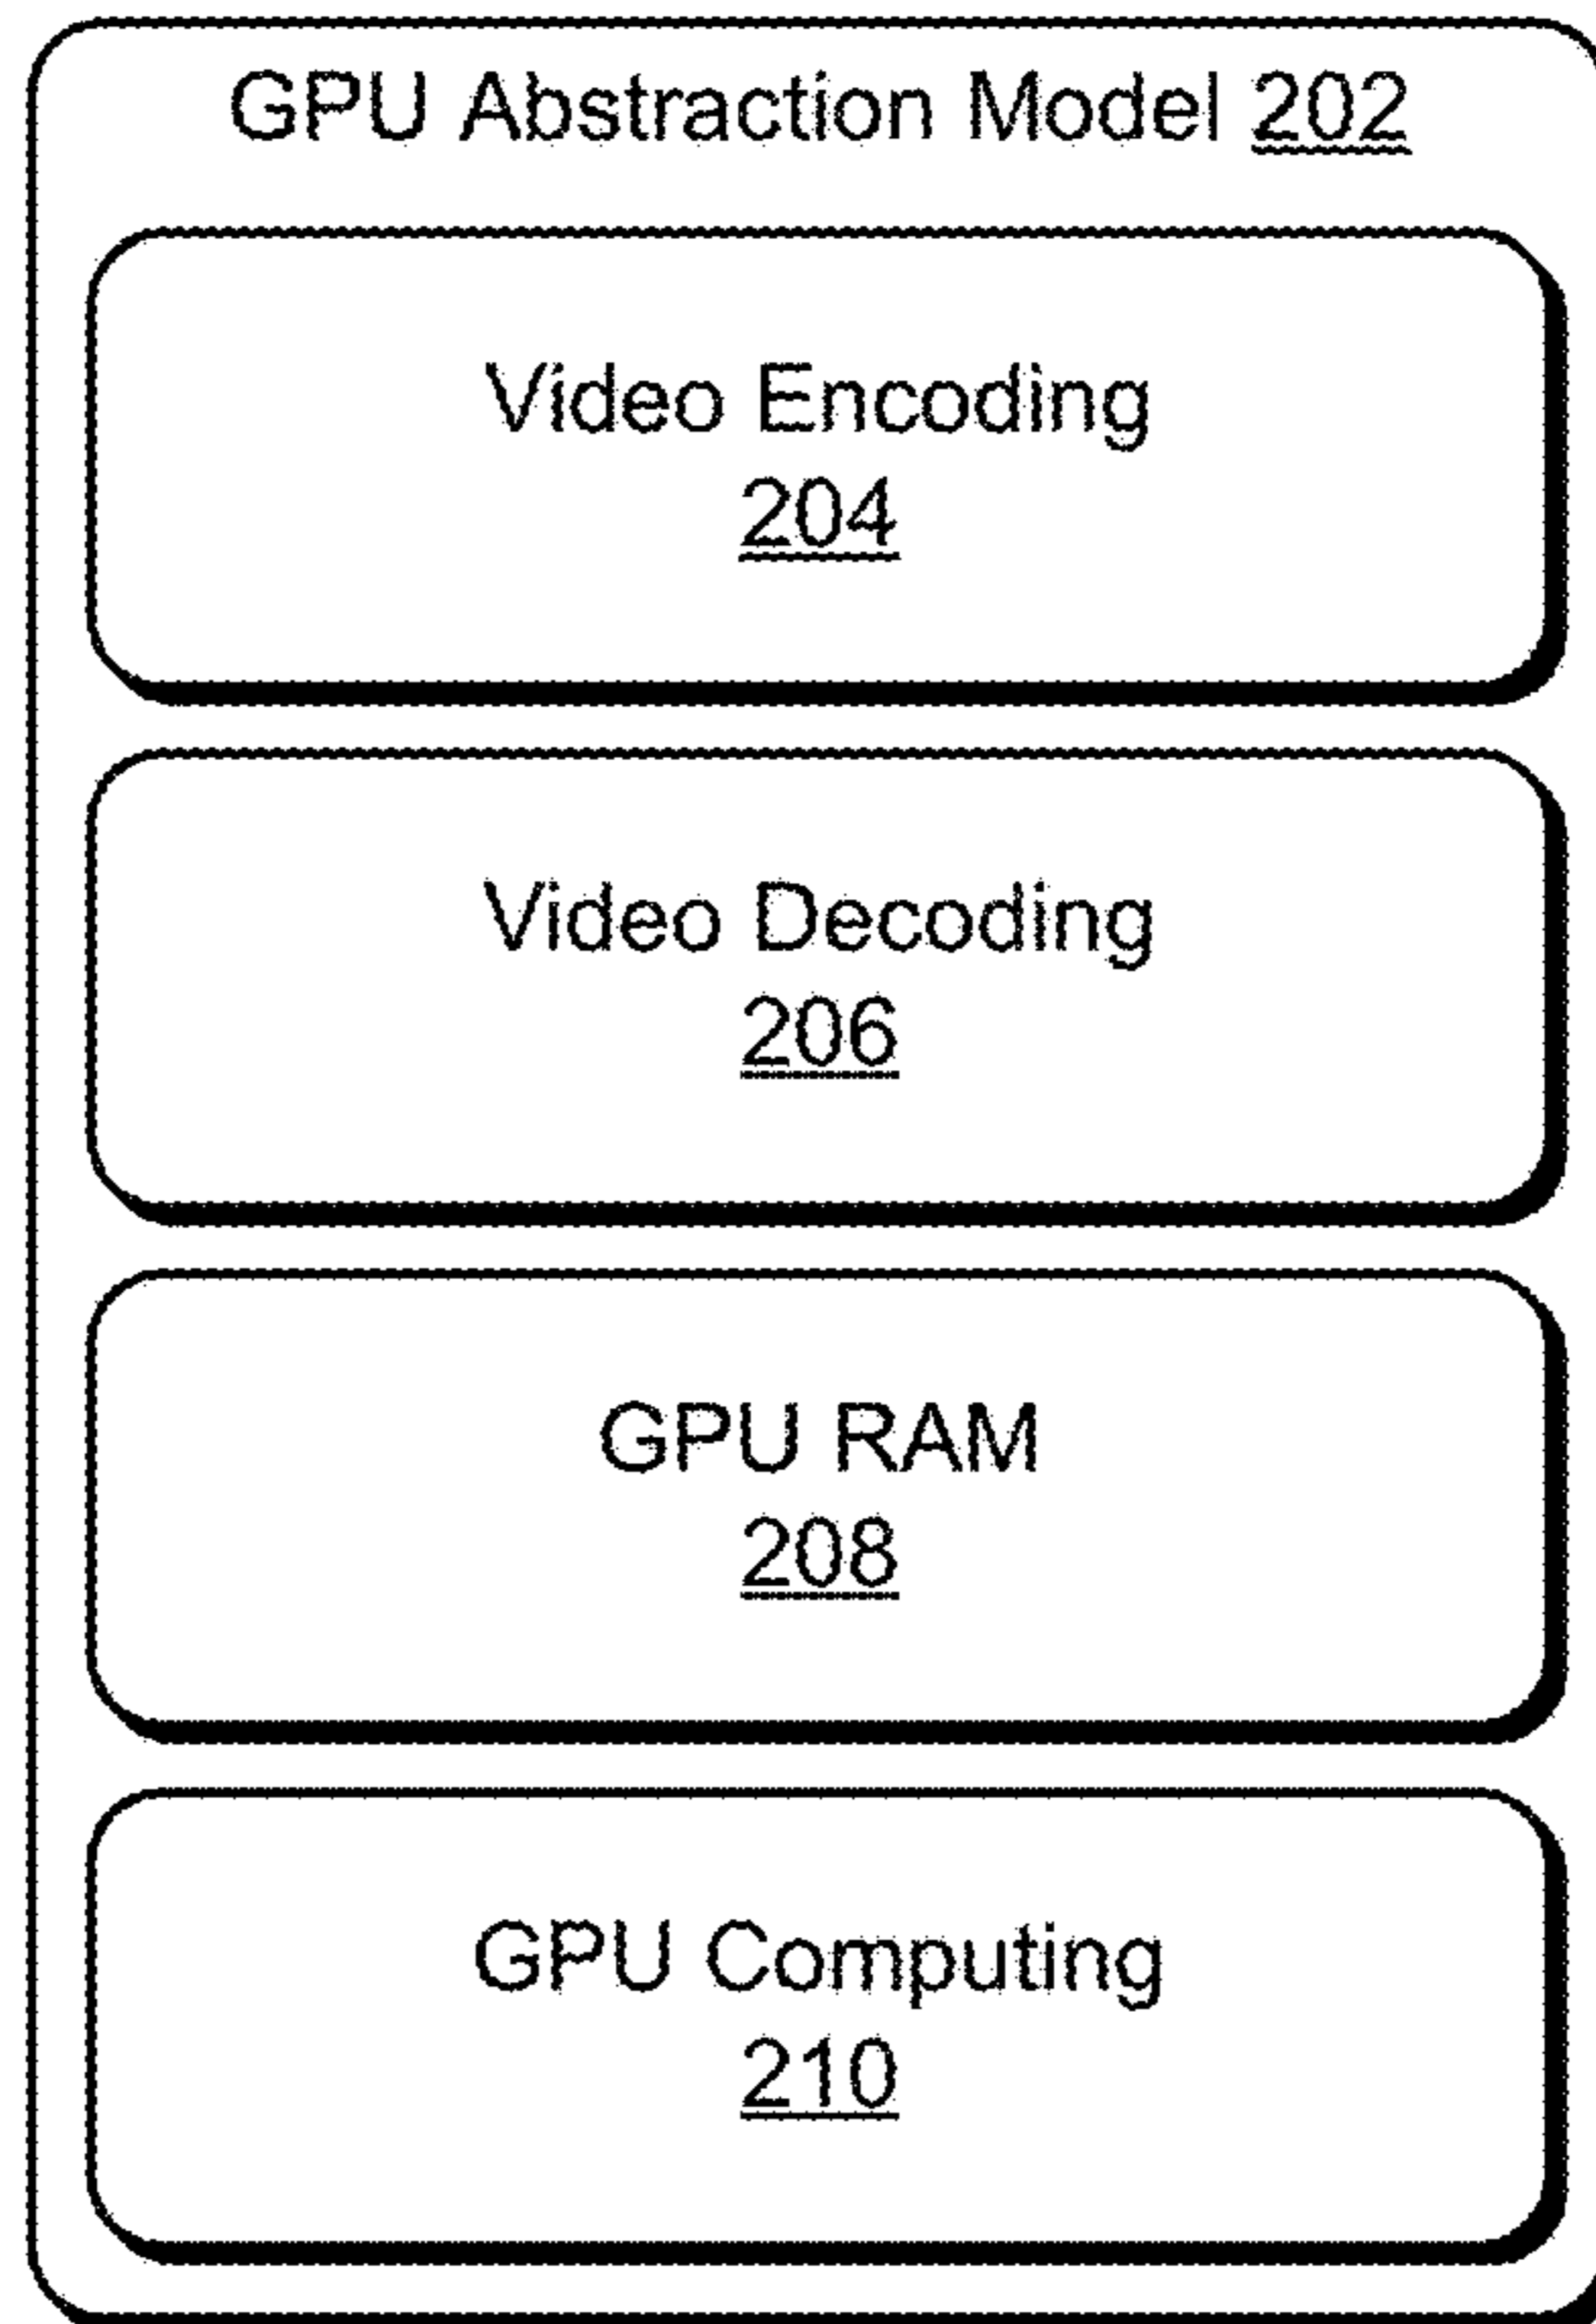 GPU Abstraction Model 202
Video Encoding
204
Video Decoding
206
GPU RAM
208
GPU Computing
210